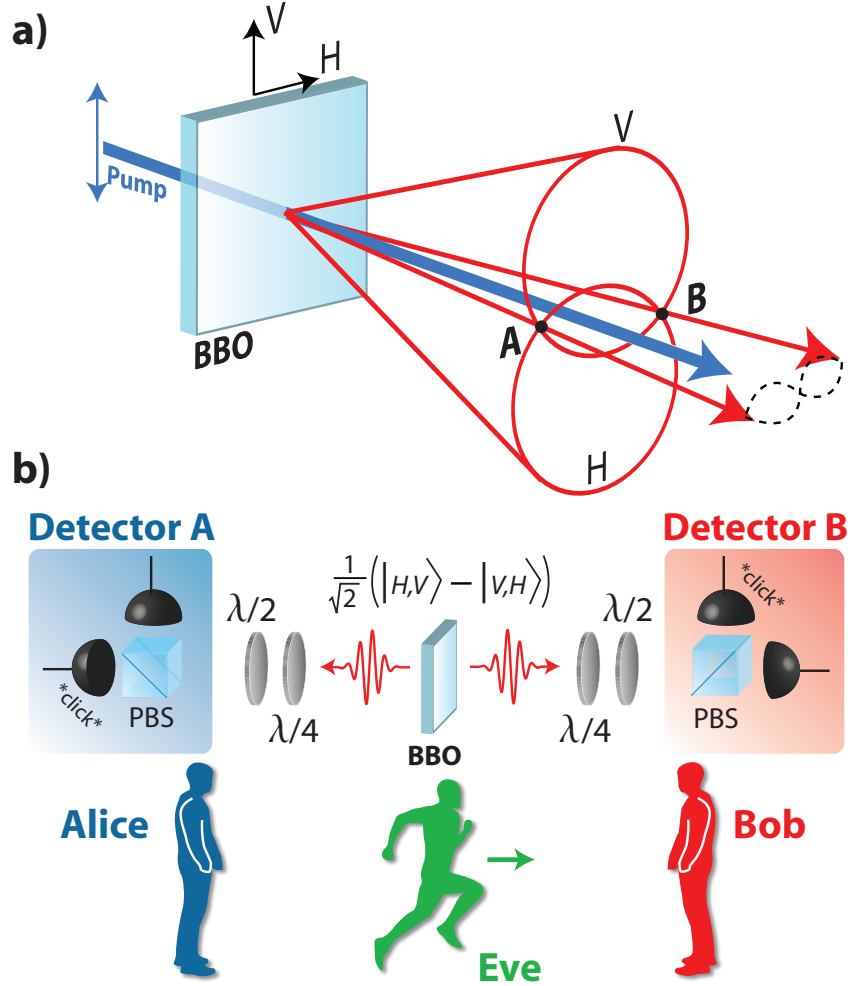 a)
V
H
Pump
BBO
V
A
B
H
b)
Detector A
Detector B
1/√2 (|H,V⟩ − |V,H⟩)
*click*
λ/2
λ/2
*click*
PBS
PBS
λ/4
λ/4
BBO
Alice
Bob
Eve